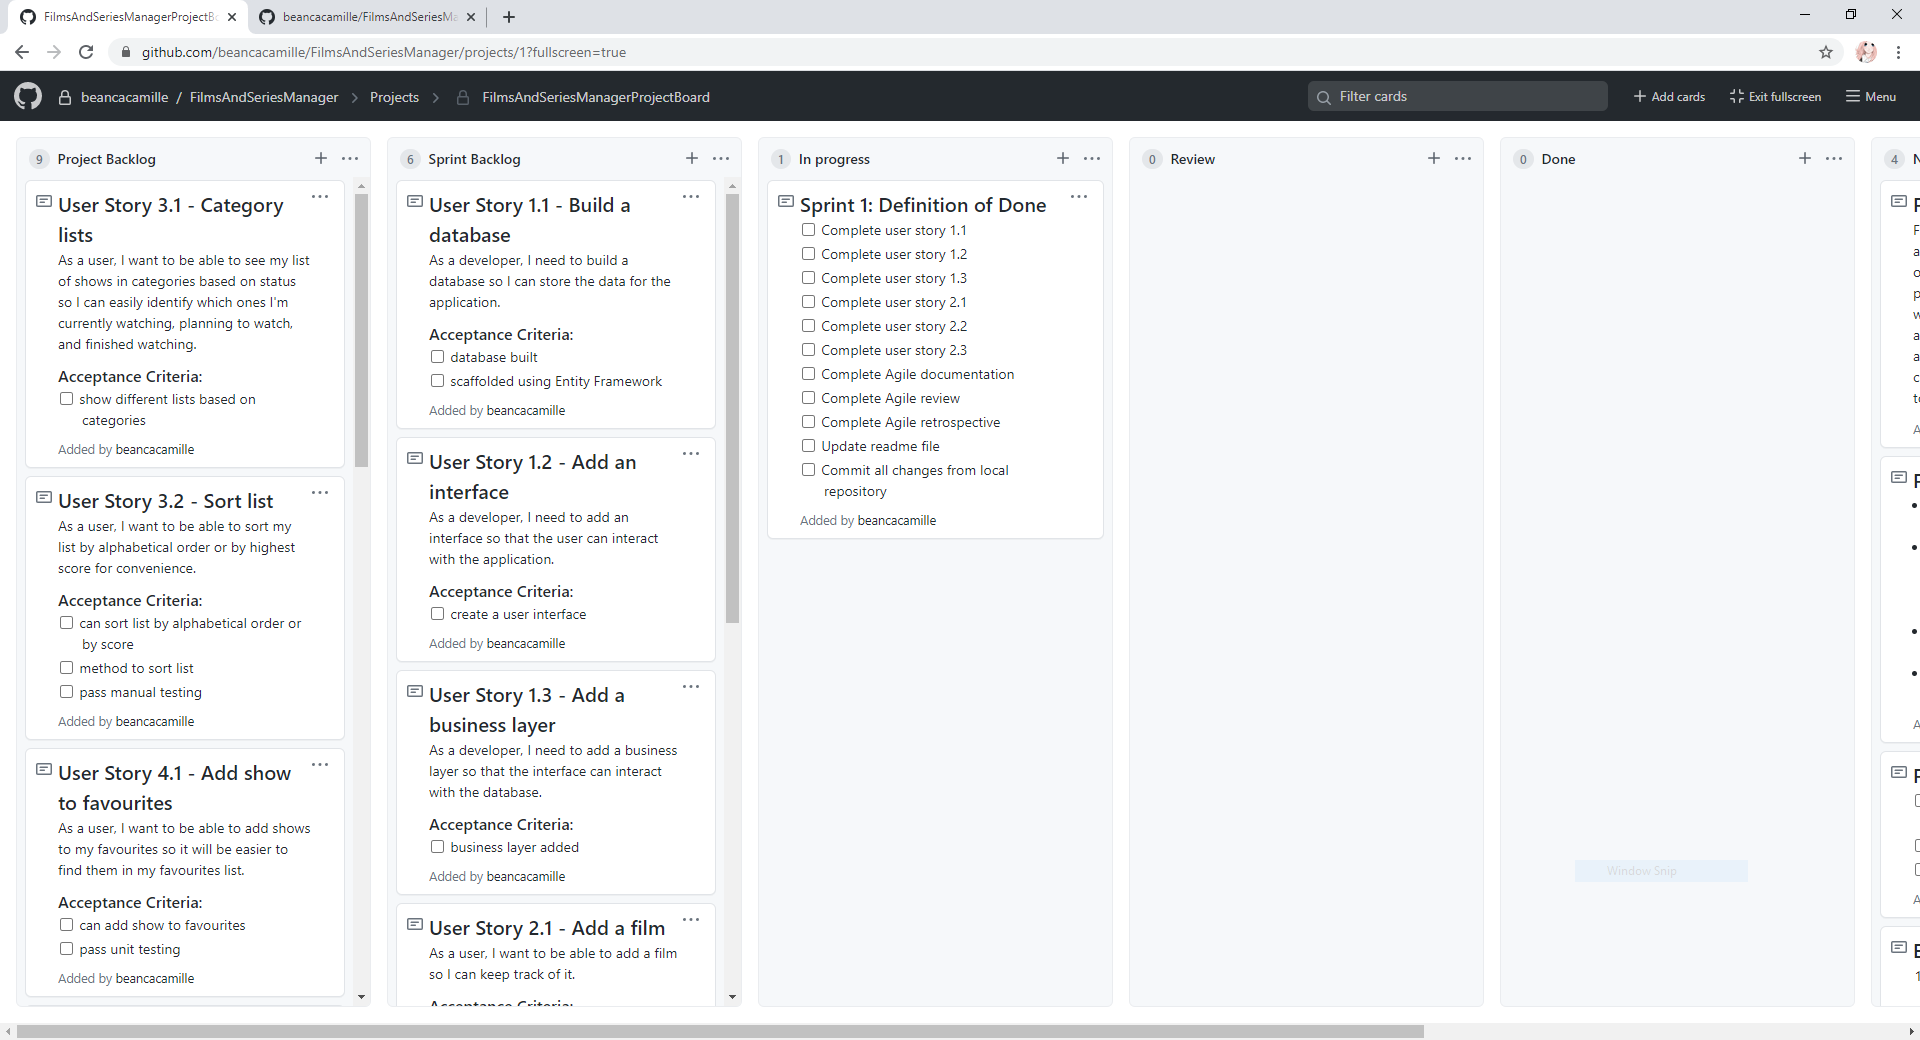 FilmsAndSeriesManagerProjectBo
beancacamille/FilmsAndSeriesMa
github.com/beancacamille/FilmsAndSeriesManager/projects/1?fullscreen=true
beancacamille / FilmsAndSeriesManager > Projects > FilmsAndSeriesManagerProjectBoard
Filter cards
+ Add cards
Exit fullscreen
Menu
9 Project Backlog + ...
User Story 3.1 - Category
lists
As a user, I want to be able to see my list
of shows in categories based on status
so I can easily identify which ones I'm
currently watching, planning to watch,
and finished watching.
Acceptance Criteria:
show different lists based on
categories
Added by beancacamille
User Story 3.2 - Sort list
As a user, I want to be able to sort my
list by alphabetical order or by highest
score for convenience.
Acceptance Criteria:
can sort list by alphabetical order or
by score
method to sort list
pass manual testing
Added by beancacamille
User Story 4.1 - Add show
to favourites
As a user, I want to be able to add shows
to my favourites so it will be easier to
find them in my favourites list.
Acceptance Criteria:
can add show to favourites
pass unit testing
Added by beancacamille
6 Sprint Backlog + ...
User Story 1.1 - Build a
database
As a developer, I need to build a
database so I can store the data for the
application.
Acceptance Criteria:
database built
scaffolded using Entity Framework
Added by beancacamille
User Story 1.2 - Add an
interface
As a developer, I need to add an
interface so that the user can interact
with the application.
Acceptance Criteria:
create a user interface
Added by beancacamille
User Story 1.3 - Add a
business layer
As a developer, I need to add a business
layer so that the interface can interact
with the database.
Acceptance Criteria:
business layer added
Added by beancacamille
User Story 2.1 - Add a film
As a user, I want to be able to add a film
so I can keep track of it.
Acceptance Criteria:
1 In progress + ...
Sprint 1: Definition of Done
Complete user story 1.1
Complete user story 1.2
Complete user story 1.3
Complete user story 2.1
Complete user story 2.2
Complete user story 2.3
Complete Agile documentation
Complete Agile review
Complete Agile retrospective
Update readme file
Commit all changes from local
repository
Added by beancacamille
0 Review + ...
0 Done + ...
Window Snip
4